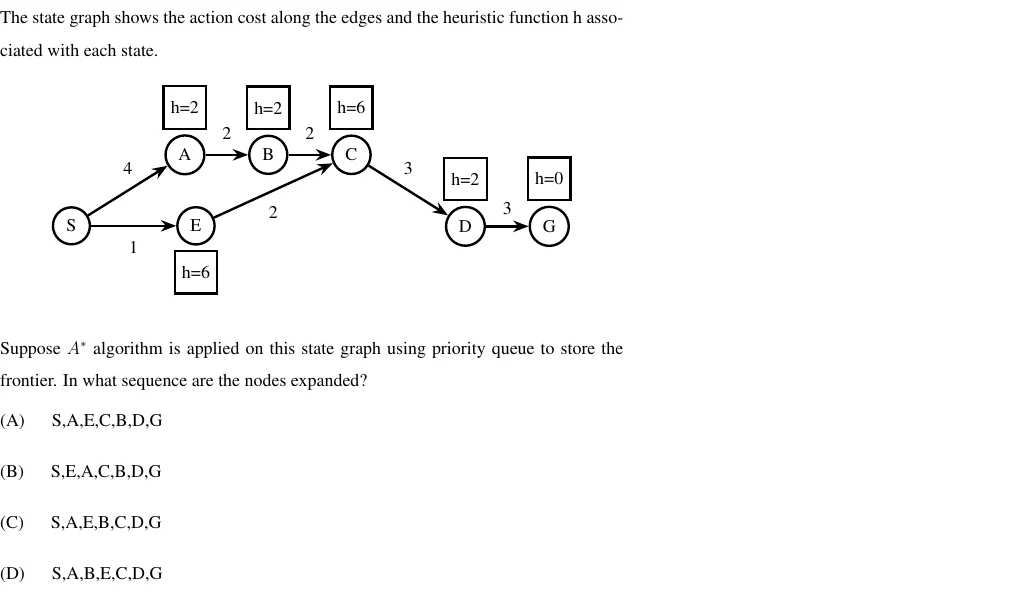 The state graph shows the action cost along the edges and the heuristic function h asso-
ciated with each state.
h=2 h=2 h=6
2 2
A B C
4 3
h=2 h=0
2 3
S E D G
1
h=6
Suppose A* algorithm is applied on this state graph using priority queue to store the
frontier. In what sequence are the nodes expanded?
(A) S,A,E,C,B,D,G
(B) S,E,A,C,B,D,G
(C) S,A,E,B,C,D,G
(D) S,A,B,E,C,D,G